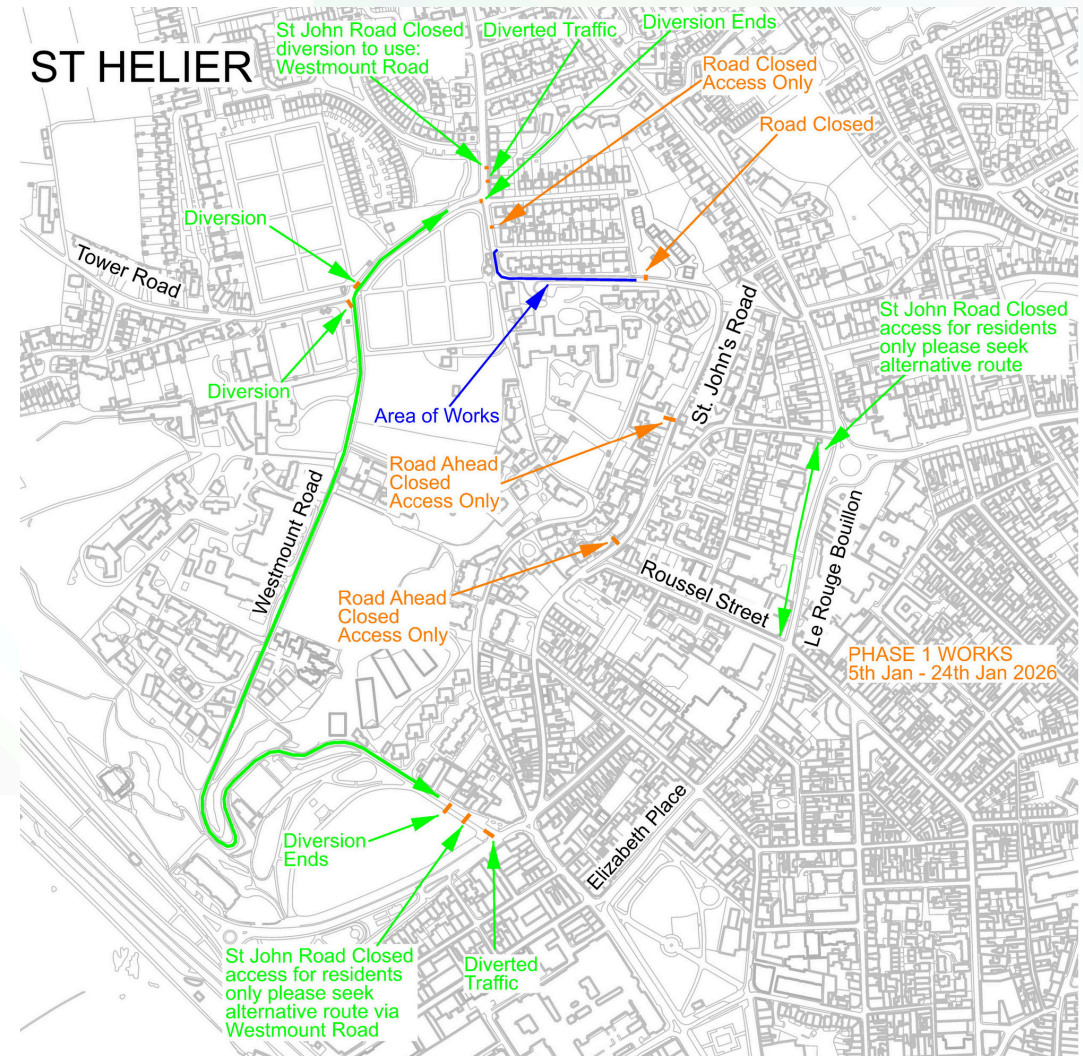 ST HELIER
St John Road Closed
diversion to use:
Westmount Road
Diverted Traffic
Diversion Ends
Road Closed
Access Only
Road Closed
Diversion
Tower Road
Diversion
Area of Works
St. John's Road
St John Road Closed
access for residents
only please seek
alternative route
Road Ahead
Closed
Access Only
Westmount Road
Le Rouge Bouillon
Roussel Street
Road Ahead
Closed
Access Only
PHASE 1 WORKS
5th Jan - 24th Jan 2026
Elizabeth Place
Diversion
Ends
St John Road Closed
access for residents
only please seek
alternative route via
Westmount Road
Diverted
Traffic